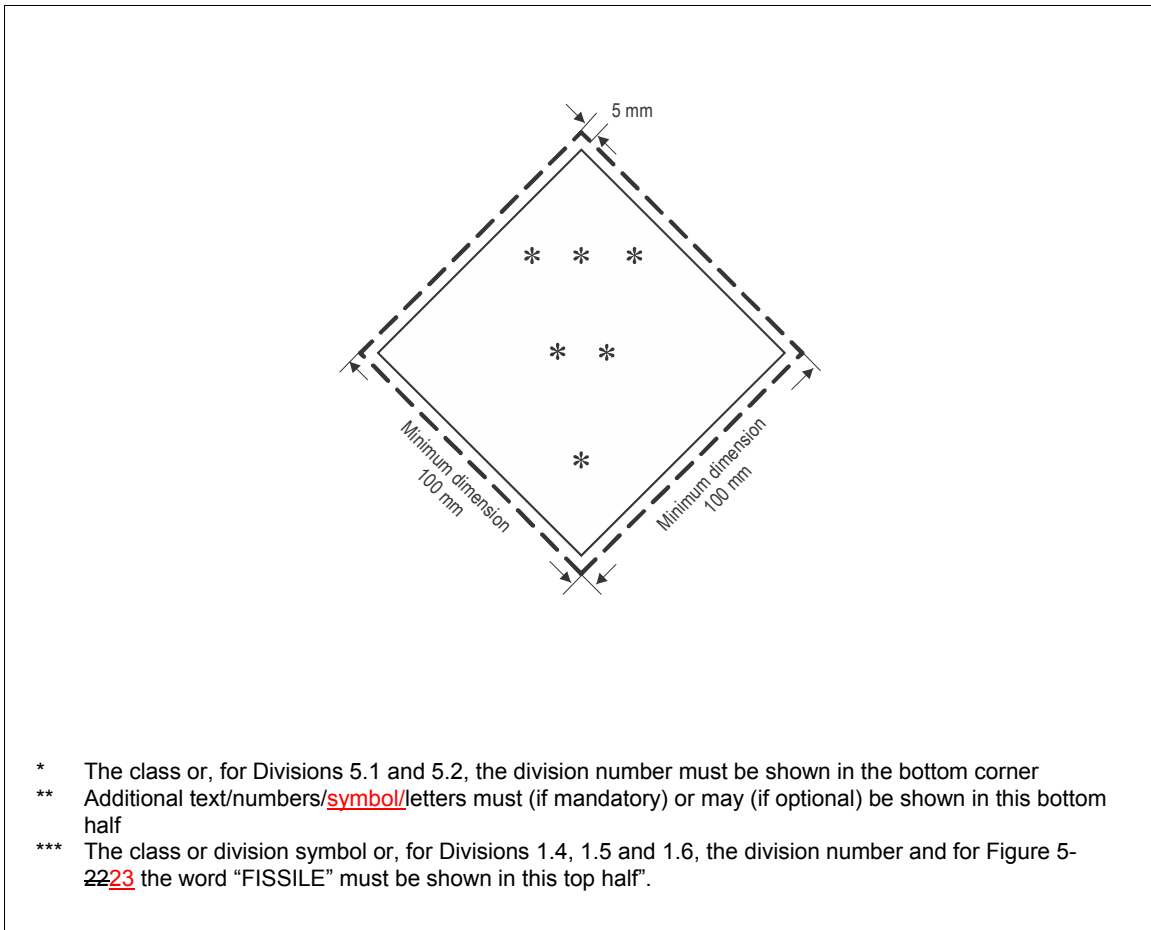 5 mm
* * *
* *
*
Minimum dimension
100 mm
Minimum dimension
100 mm
* The class or, for Divisions 5.1 and 5.2, the division number must be shown in the bottom corner
** Additional text/numbers/symbol/letters must (if mandatory) or may (if optional) be shown in this bottom
half
*** The class or division symbol or, for Divisions 1.4, 1.5 and 1.6, the division number and for Figure 5-
2223 the word “FISSILE” must be shown in this top half”.